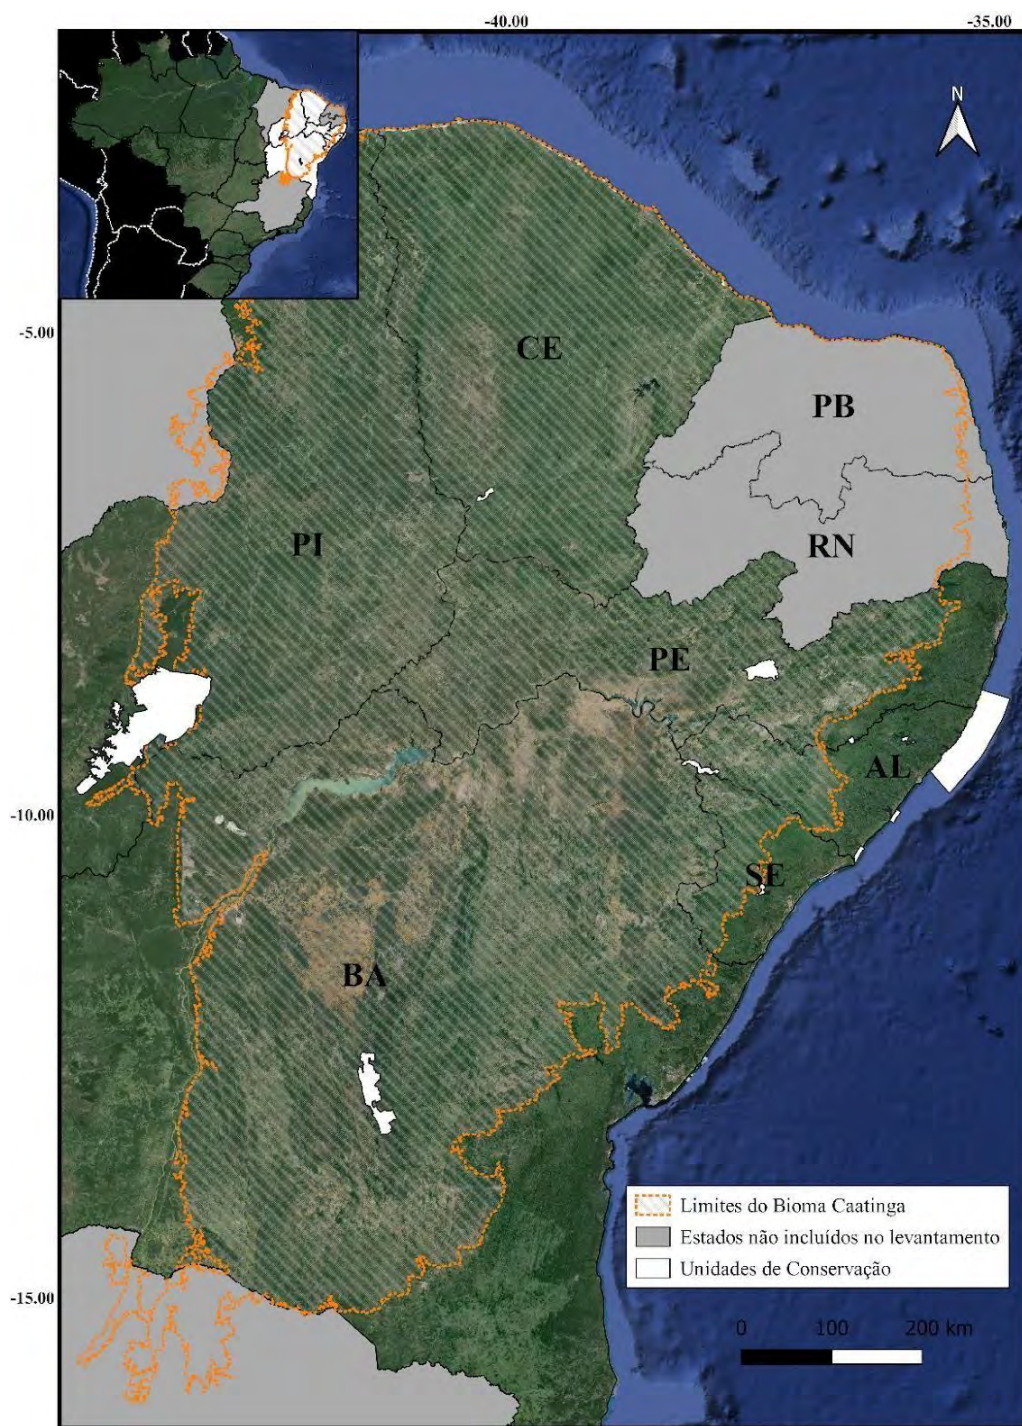 -40.00
-35.00
N
-5.00
CE
PB
PI
RN
PE
AL
-10.00
SE
BA
Limites do Bioma Caatinga
Estados não incluídos no levantamento
Unidades de Conservação
-15.00
0 100 200 km